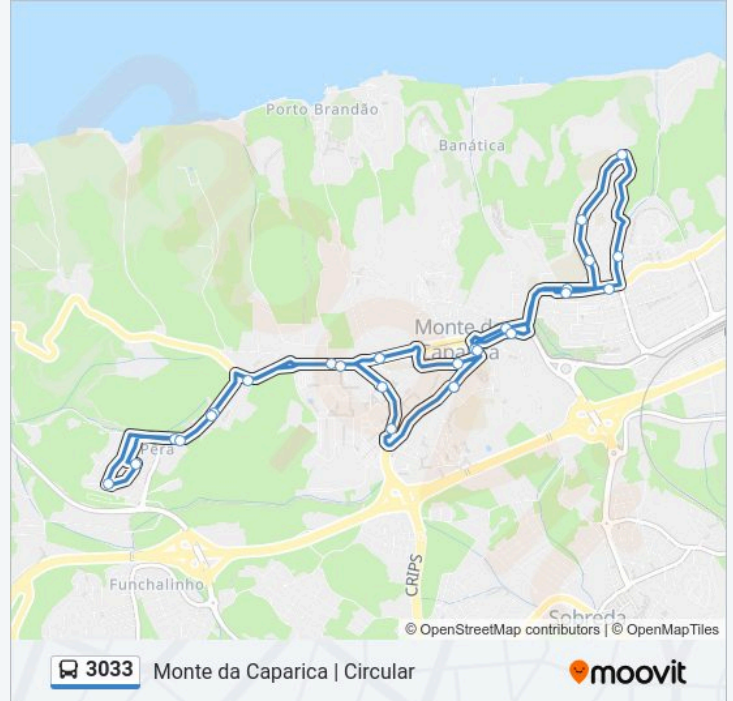 Porto Brandão
Banática
Monte da
Caparica
Pêra
CRIPS
Funchalinho
Sobreda
© OpenStreetMap contributors | © OpenMapTiles
3033 Monte da Caparica | Circular
moovit